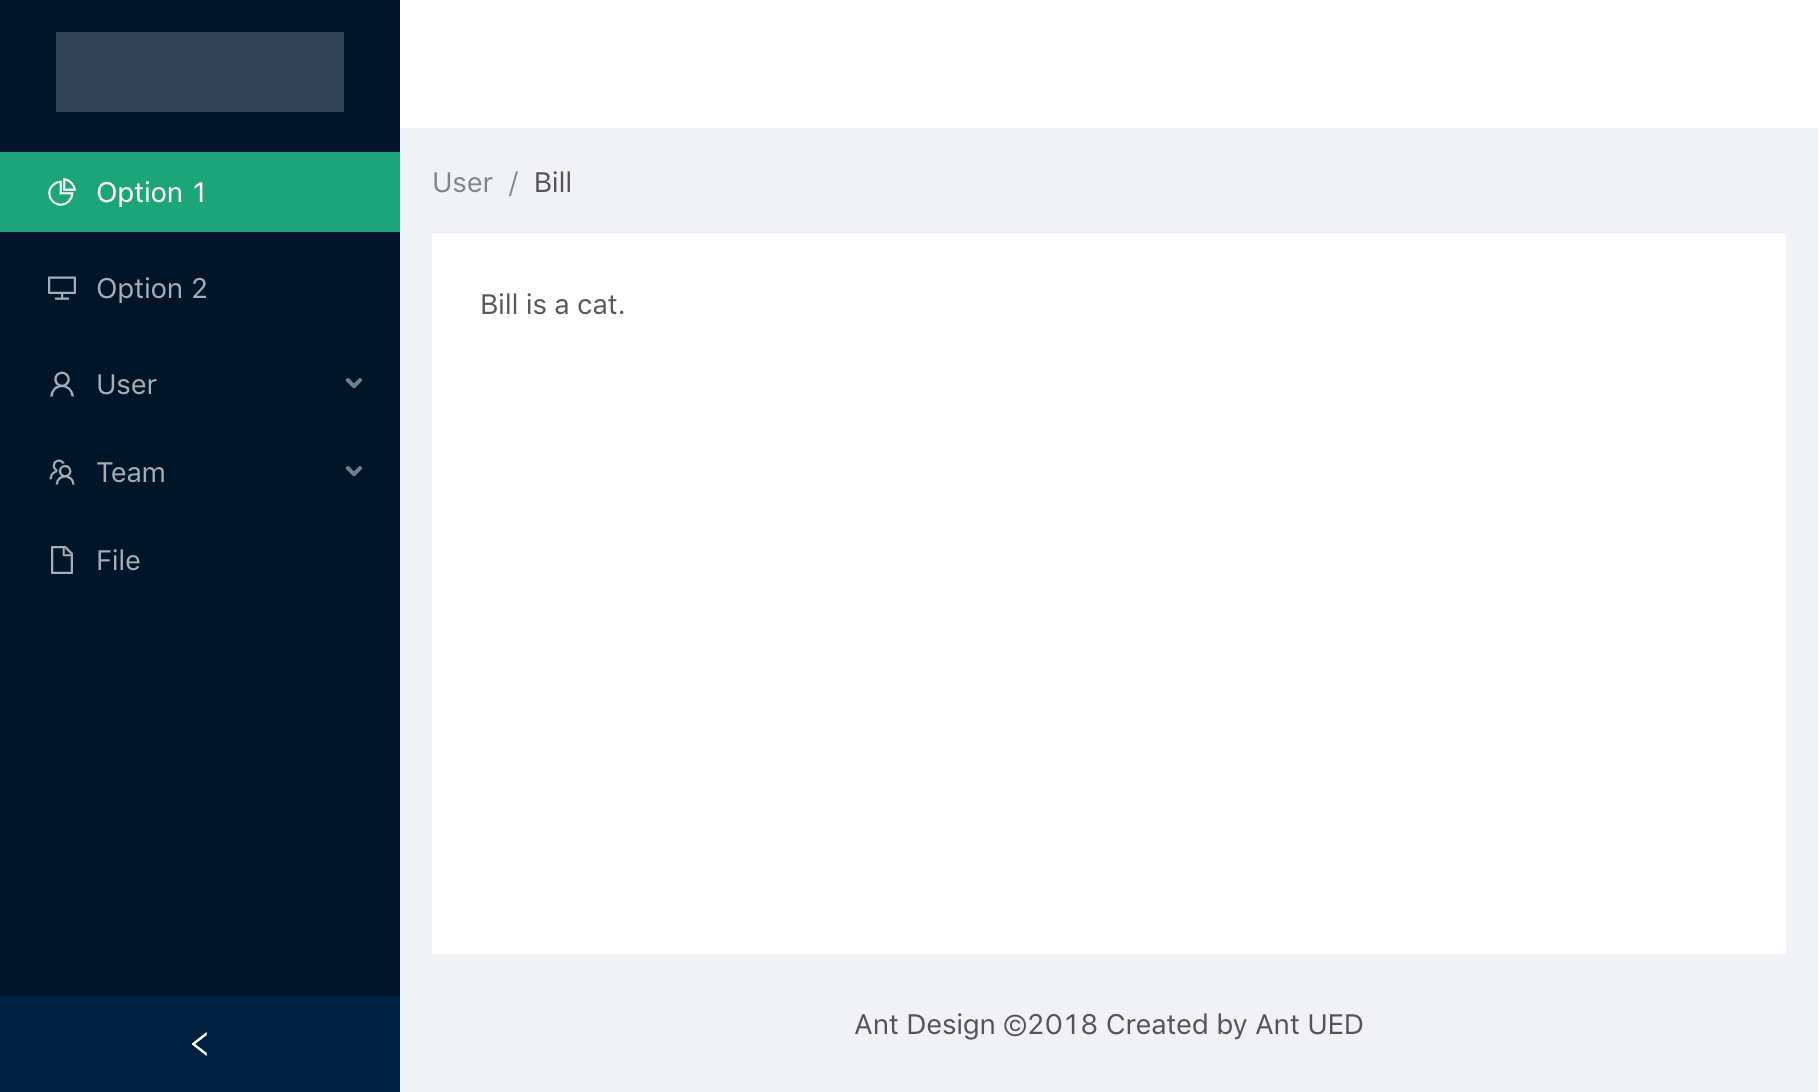 Option 1
Option 2
User
Team
File
User / Bill
Bill is a cat.
Ant Design ©2018 Created by Ant UED